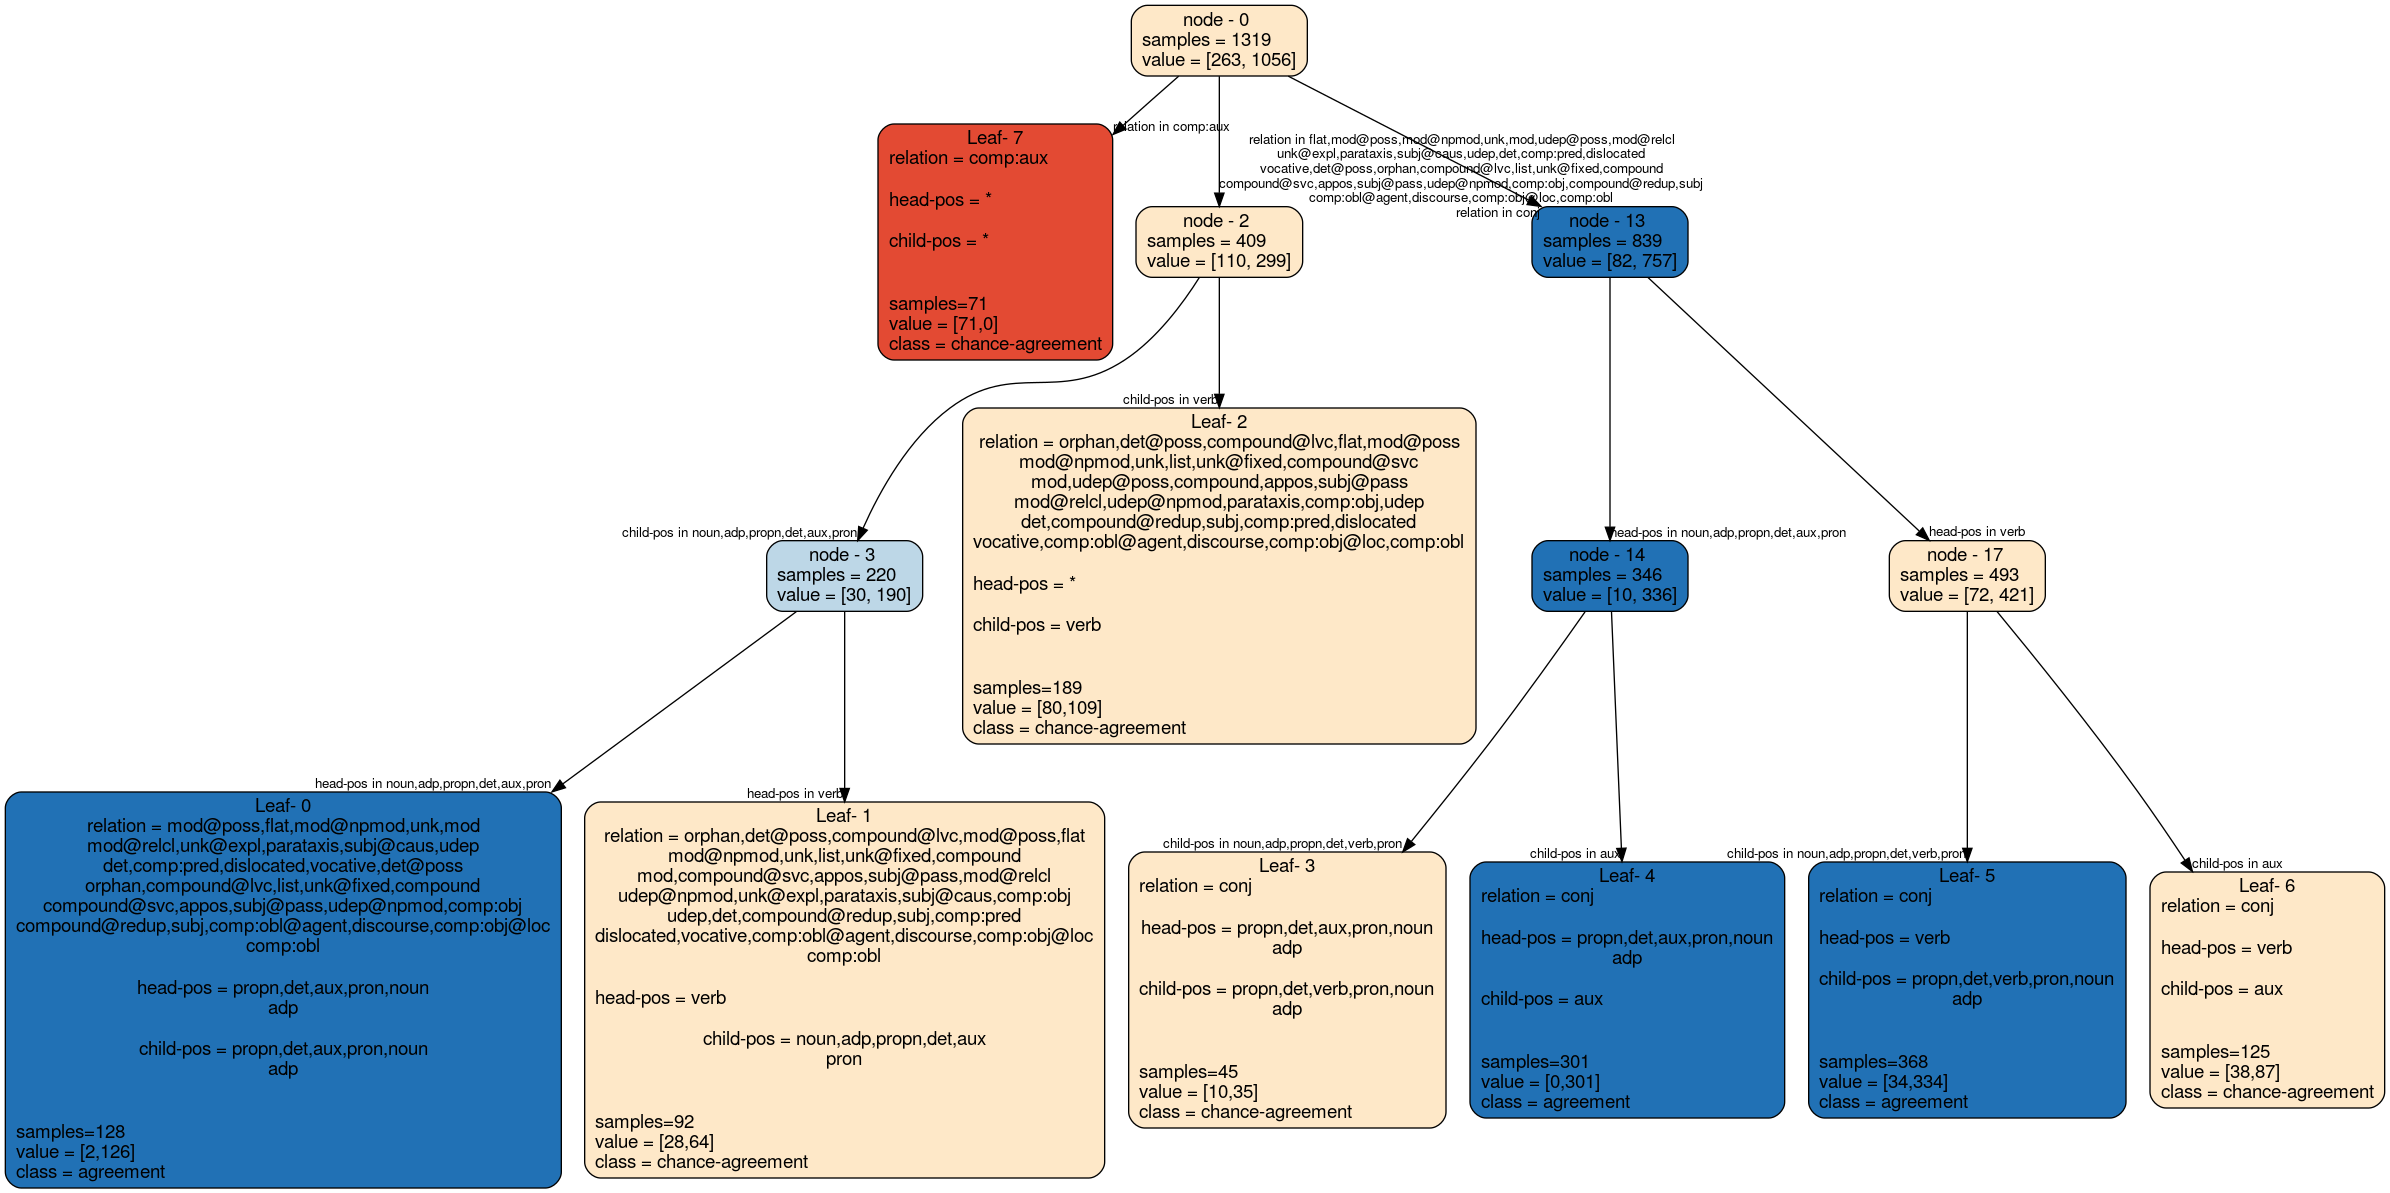 node - 0
samples = 1319
value = [263, 1056]
relation in comp:aux
relation in flat,mod@poss,mod@npmod,unk,mod,udep@poss,mod@relcl
unk@expl,parataxis,subj@caus,udep,det,comp:pred,dislocated
vocative,det@poss,orphan,compound@lvc,list,unk@fixed,compound
compound@svc,appos,subj@pass,udep@npmod,comp:obj,compound@redup,subj
comp:obl@agent,discourse,comp:obj@loc,comp:obl
relation in conj
Leaf- 7
relation = comp:aux
head-pos = *
child-pos = *
samples=71
value = [71,0]
class = chance-agreement
node - 2
samples = 409
value = [110, 299]
node - 13
samples = 839
value = [82, 757]
child-pos in verb
Leaf- 2
relation = orphan,det@poss,compound@lvc,flat,mod@poss
mod@npmod,unk,list,unk@fixed,compound@svc
mod,udep@poss,compound,appos,subj@pass
mod@relcl,udep@npmod,parataxis,comp:obj,udep
det,compound@redup,subj,comp:pred,dislocated
vocative,comp:obl@agent,discourse,comp:obj@loc,comp:obl
head-pos = *
child-pos = verb
samples=189
value = [80,109]
class = chance-agreement
child-pos in noun,adp,propn,det,aux,pron
node - 3
samples = 220
value = [30, 190]
head-pos in noun,adp,propn,det,aux,pron
node - 14
samples = 346
value = [10, 336]
head-pos in verb
node - 17
samples = 493
value = [72, 421]
head-pos in noun,adp,propn,det,aux,pron
Leaf- 0
relation = mod@poss,flat,mod@npmod,unk,mod
mod@relcl,unk@expl,parataxis,subj@caus,udep
det,comp:pred,dislocated,vocative,det@poss
orphan,compound@lvc,list,unk@fixed,compound
compound@svc,appos,subj@pass,udep@npmod,comp:obj
compound@redup,subj,comp:obl@agent,discourse,comp:obj@loc
comp:obl
head-pos = propn,det,aux,pron,noun
adp
child-pos = propn,det,aux,pron,noun
adp
samples=128
value = [2,126]
class = agreement
head-pos in verb
Leaf- 1
relation = orphan,det@poss,compound@lvc,mod@poss,flat
mod@npmod,unk,list,unk@fixed,compound
mod,compound@svc,appos,subj@pass,mod@relcl
udep@npmod,unk@expl,parataxis,subj@caus,comp:obj
udep,det,compound@redup,subj,comp:pred
dislocated,vocative,comp:obl@agent,discourse,comp:obj@loc
comp:obl
head-pos = verb
child-pos = noun,adp,propn,det,aux
pron
samples=92
value = [28,64]
class = chance-agreement
child-pos in noun,adp,propn,det,verb,pron
Leaf- 3
relation = conj
head-pos = propn,det,aux,pron,noun
adp
child-pos = propn,det,verb,pron,noun
adp
samples=45
value = [10,35]
class = chance-agreement
child-pos in aux
Leaf- 4
relation = conj
head-pos = propn,det,aux,pron,noun
adp
child-pos = aux
samples=301
value = [0,301]
class = agreement
child-pos in noun,adp,propn,det,verb,pron
Leaf- 5
relation = conj
head-pos = verb
child-pos = propn,det,verb,pron,noun
adp
samples=368
value = [34,334]
class = agreement
child-pos in aux
Leaf- 6
relation = conj
head-pos = verb
child-pos = aux
samples=125
value = [38,87]
class = chance-agreement